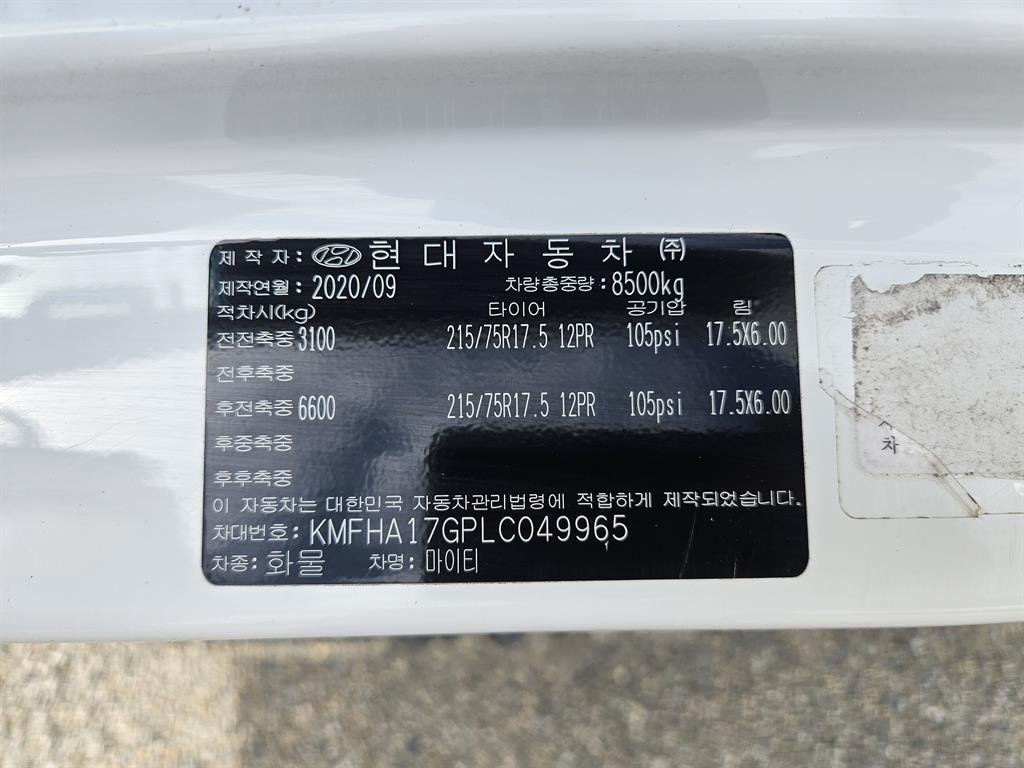 제 작 자 : 현 대 자 동 차 ㈜
제작연월 : 2020/09 차량총중량 : 8500kg
적차시(kg) 타이어 공기압 림
전전축중 3100 215/75R17.5 12PR 105psi 17.5X6.00
전후축중
후전축중 6600 215/75R17.5 12PR 105psi 17.5X6.00
후중축중
후후축중
이 자동차는 대한민국 자동차관리법령에 적합하게 제작되었습니다.
차대번호: KMFHA17GPLC049965
차종: 화물 차명: 마이티
차